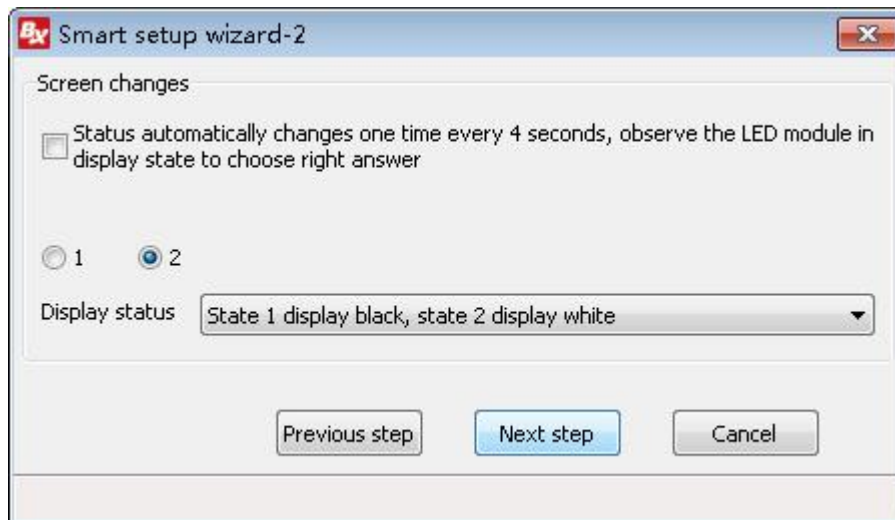 BX Smart setup wizard-2
Screen changes
Status automatically changes one time every 4 seconds, observe the LED module in
display state to choose right answer
1 2
Display status State 1 display black, state 2 display white
Previous step Next step Cancel